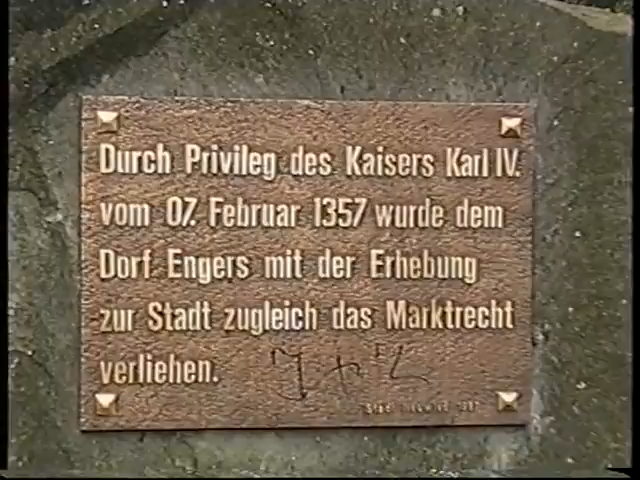 Durch Privileg des Kaisers Karl IV.
vom 07. Februar 1357 wurde dem
Dorf Engers mit der Erhebung
zur Stadt zugleich das Marktrecht
verliehen.